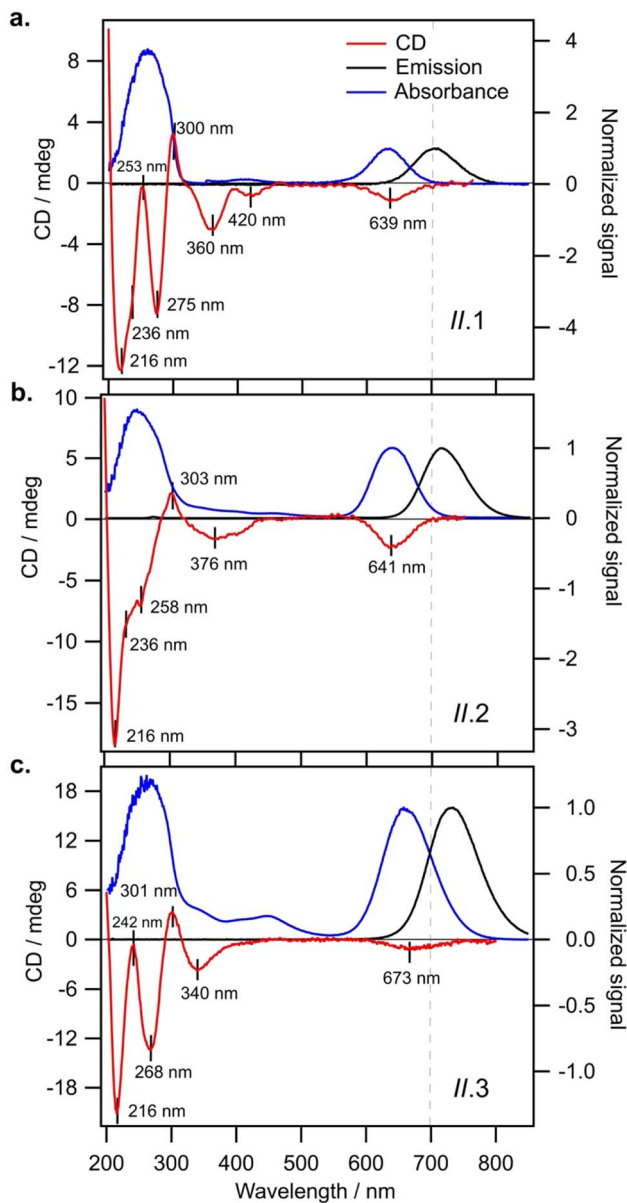 a.
CD
Emission
Absorbance
8
4
0
-4
-8
-12
CD / mdeg
4
2
0
-2
-4
Normalized signal
300 nm
253 nm
420 nm
360 nm
639 nm
275 nm
236 nm
216 nm
II.1
b.
10
5
0
-5
-10
-15
CD / mdeg
1
0
-1
-2
-3
Normalized signal
303 nm
376 nm
641 nm
258 nm
236 nm
216 nm
II.2
c.
18
12
6
0
-6
-12
-18
CD / mdeg
1.0
0.5
0.0
-0.5
-1.0
Normalized signal
301 nm
242 nm
340 nm
673 nm
268 nm
216 nm
II.3
200 300 400 500 600 700 800
Wavelength / nm